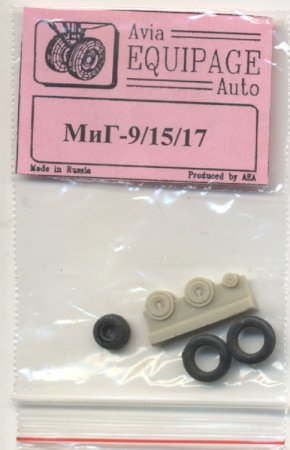 Avia
EQUIPAGE
Auto
МиГ-9/15/17
Made in Russia
Produced by AEA